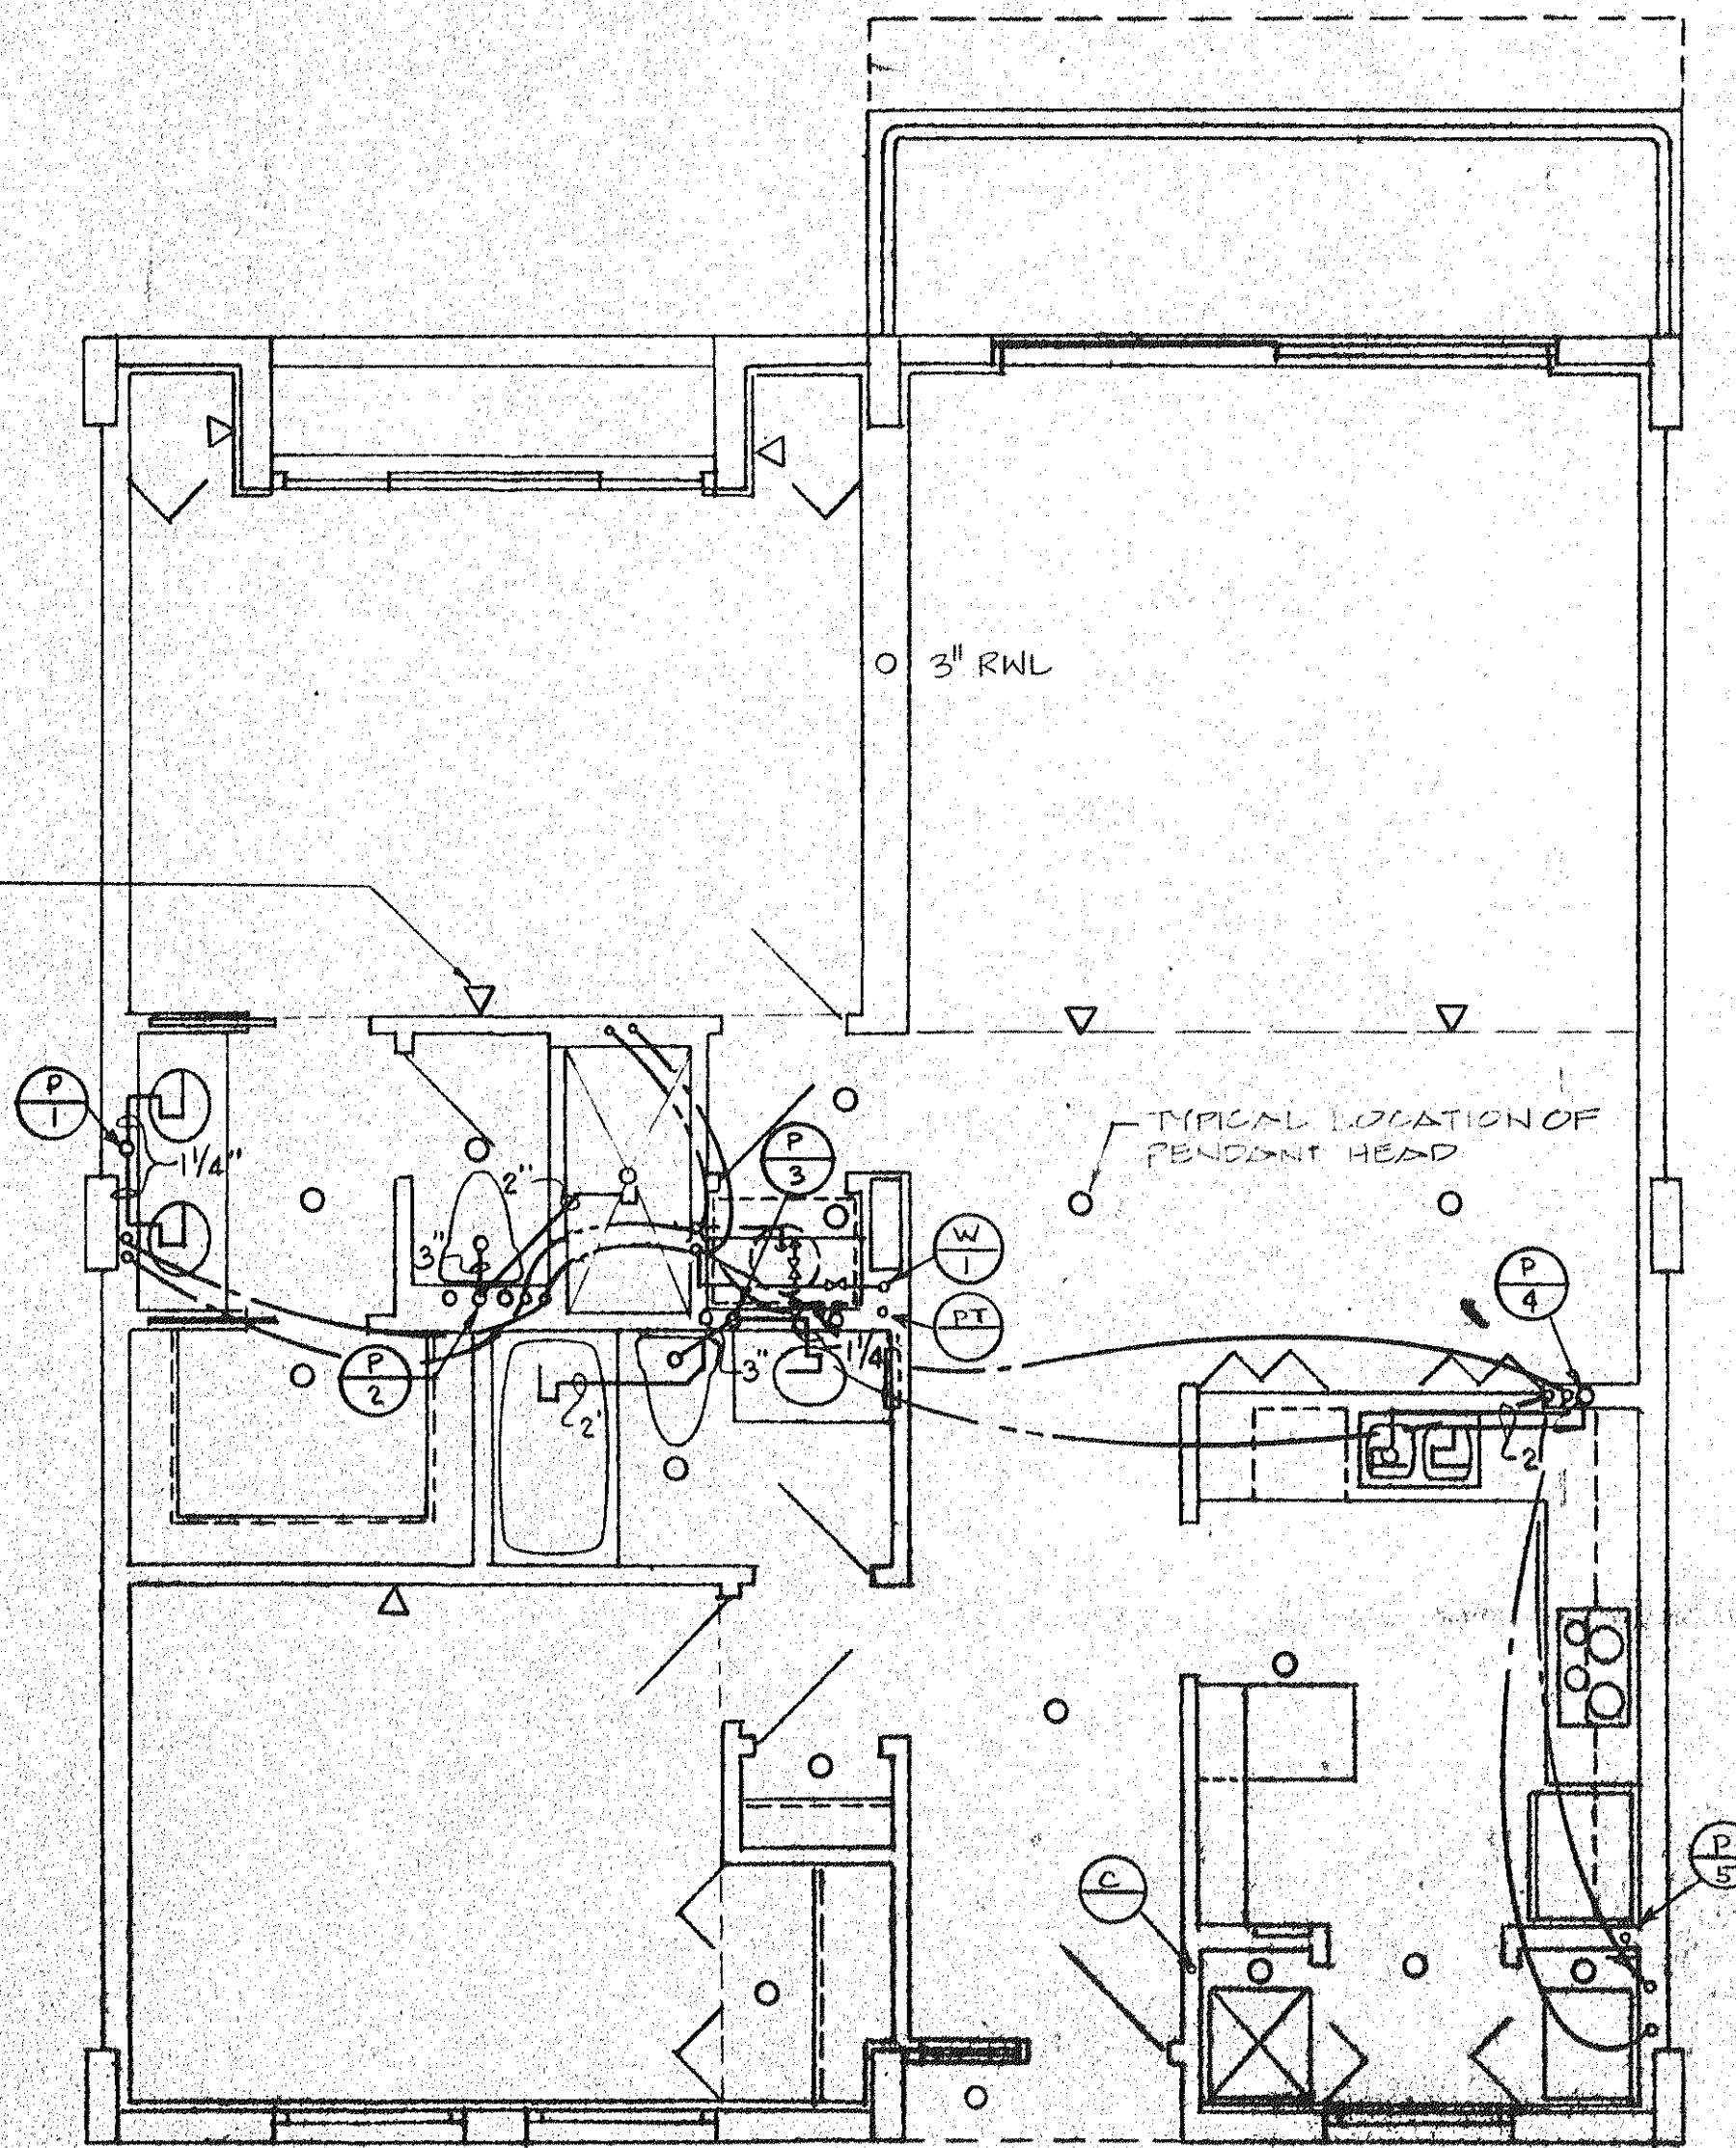 3" RWL
P
1
1 1/4"
TYPICAL LOCATION OF
PENDANT HEAD
P
3
2"
3"
W
1
P
4
PT
P
2
3"
1 1/4
2'
2
C
P
5